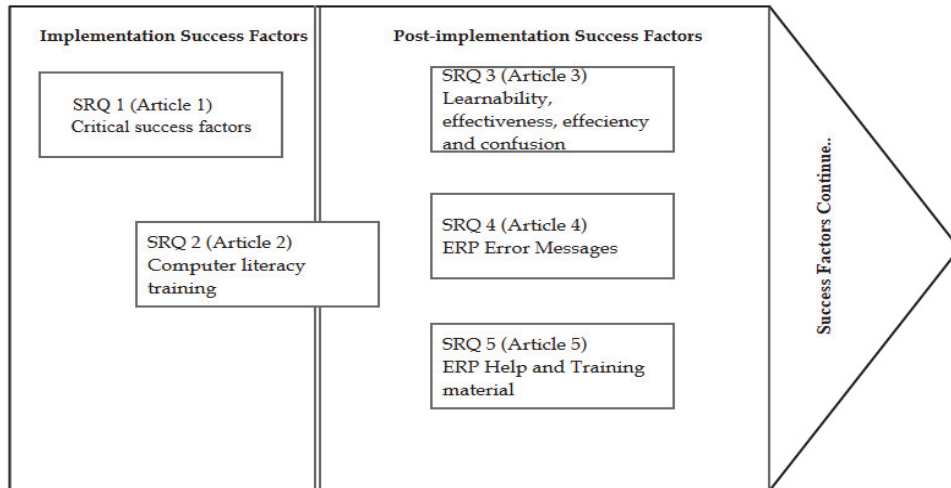 Implementation Success Factors
SRQ 1 (Article 1)
Critical success factors
SRQ 2 (Article 2)
Computer literacy
training
Post-implementation Success Factors
SRQ 3 (Article 3)
Learnability,
effectiveness, effeciency
and confusion
SRQ 4 (Article 4)
ERP Error Messages
SRQ 5 (Article 5)
ERP Help and Training
material
Success Factors Continue..